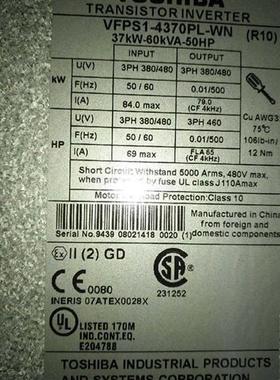 TOSHIBA
TRANSISTOR INVERTER
VFPS1-4370PL-WN (R10)
37kW-60kVA-50HP
INPUT OUTPUT
kW U(V) 3PH 380/480 3PH 380/480
F(Hz) 50 / 60 0.01/500
I(A) 84.0 max 79.0 (CF 4kHz)
HP U(V) 3PH 380/480 3PH 460
F(Hz) 50 / 60 0.01/500
I(A) 69 max FLA 65 (CF 4kHz)
Cu AWG3
75°C
106lb-in/
12 Nm
Short Circuit Withstand 5000 Arms, 480V max.
when protected by fuse UL class J 110Amax
Motor Overload Protection: Class 10
Manufactured in China
from foreign and
domestic components
Serial No. 9439 08021418 0020 (1)
Ex II (2) GD
CE 0080
INERIS 07ATEX0028X
SA
231252
UL LISTED 170M
IND.CONT.EQ.
E204788
TOSHIBA INDUSTRIAL PRODUCTS
AND SYSTEMS CORPORATION